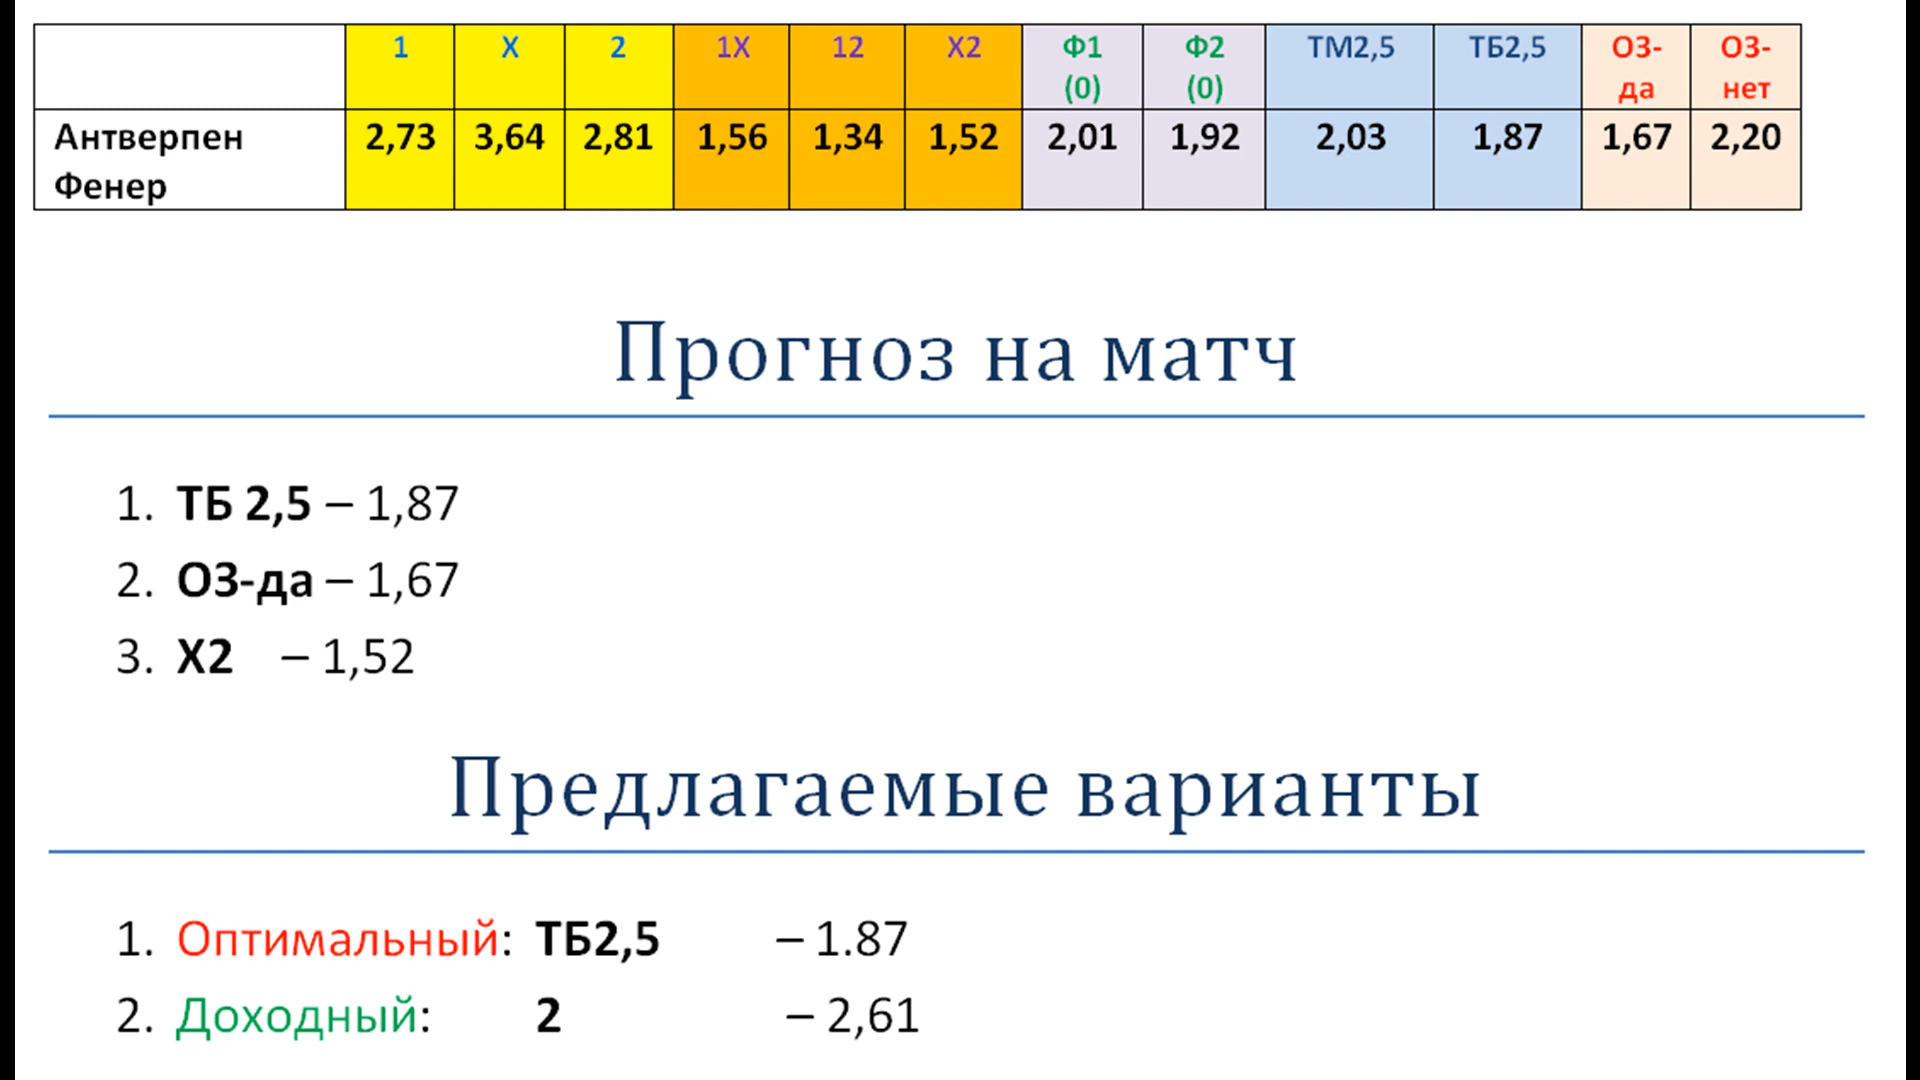 1 X 2 1X 12 X2 Ф1 (0) Ф2 (0) ТМ2,5 ТБ2,5 ОЗ-да ОЗ-нет
Антверпен Фенер 2,73 3,64 2,81 1,56 1,34 1,52 2,01 1,92 2,03 1,87 1,67 2,20
Прогноз на матч
1. ТБ 2,5 – 1,87
2. ОЗ-да – 1,67
3. Х2 – 1,52
Предлагаемые варианты
1. Оптимальный: ТБ2,5 – 1.87
2. Доходный: 2 – 2,61